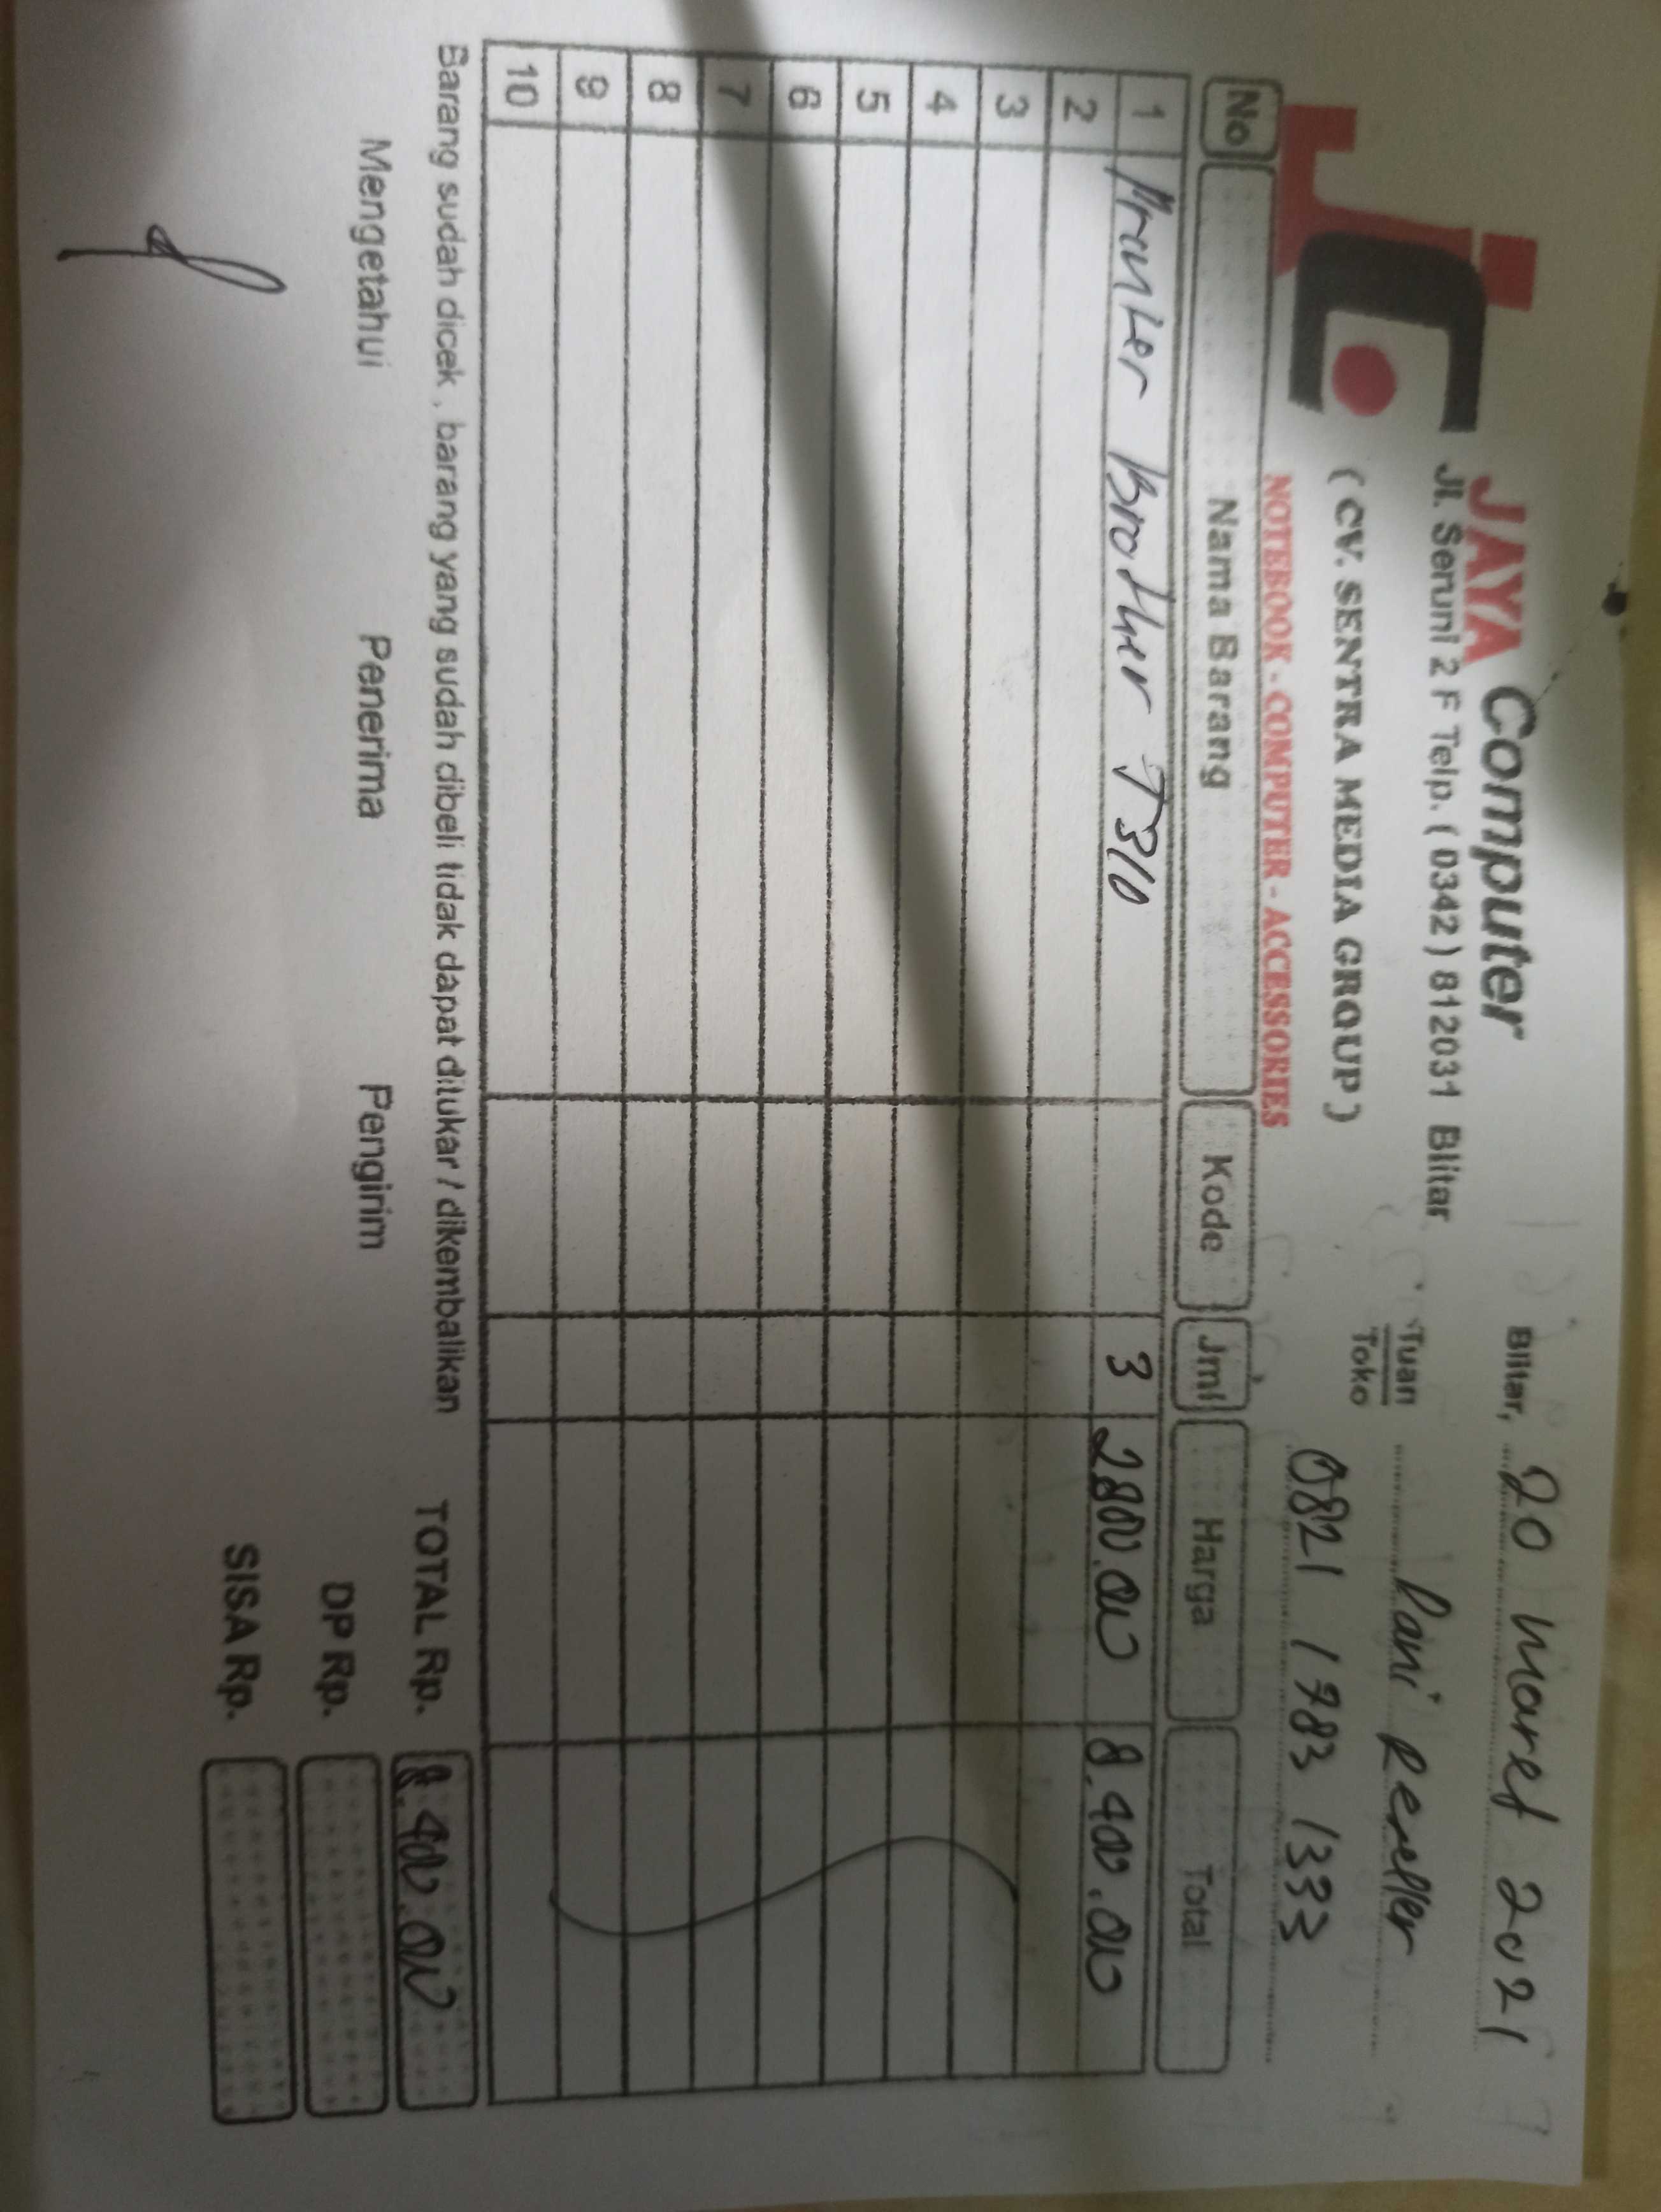 JAYA Computer
Jl. Seruni 2 F Telp. ( 0342 ) 812031 Blitar
( CV. SENTRA MEDIA GROUP )
NOTEBOOK - COMPUTER - ACCESSORIES
Blitar, 20 Maret 2021
Tuan
Toko
Dani Reseller
0821 1783 1333
No Nama Barang Kode Jml Harga Total
1 Printer Brother T310 3 2800.000 8.400.000
2
3
4
5
6
7
8
9
10
Barang sudah dicek , barang yang sudah dibeli tidak dapat ditukar / dikembalikan
TOTAL Rp. 8.400.000
Mengetahui Penerima Pengirim
DP Rp.
SISA Rp.